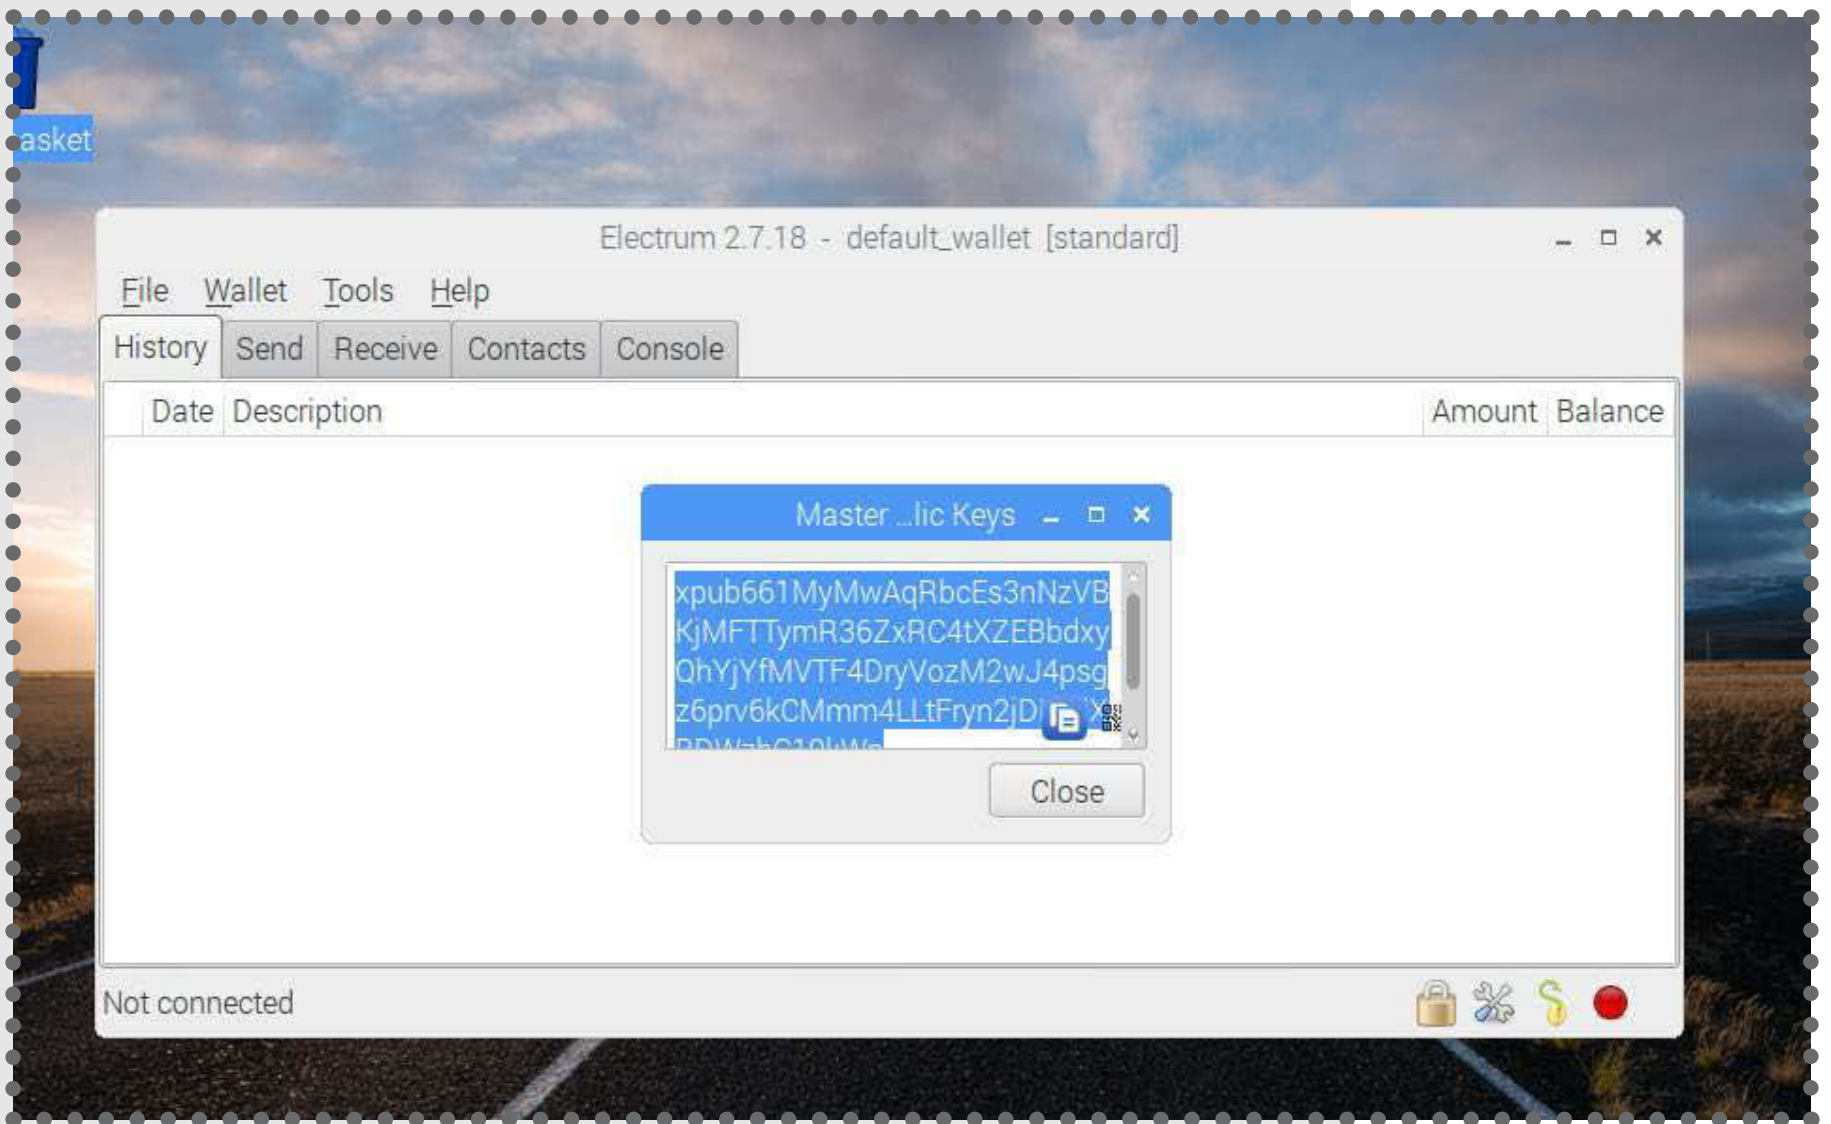 asket
Electrum 2.7.18 - default_wallet [standard]
File Wallet Tools Help
History Send Receive Contacts Console
Date Description Amount Balance
Master ...lic Keys
xpub661MyMwAqRbcEs3nNzVB
KjMFTTymR36ZxRC4tXZEBbdxy
QhYjYfMVTF4DryVozM2wJ4psg
Close
Not connected